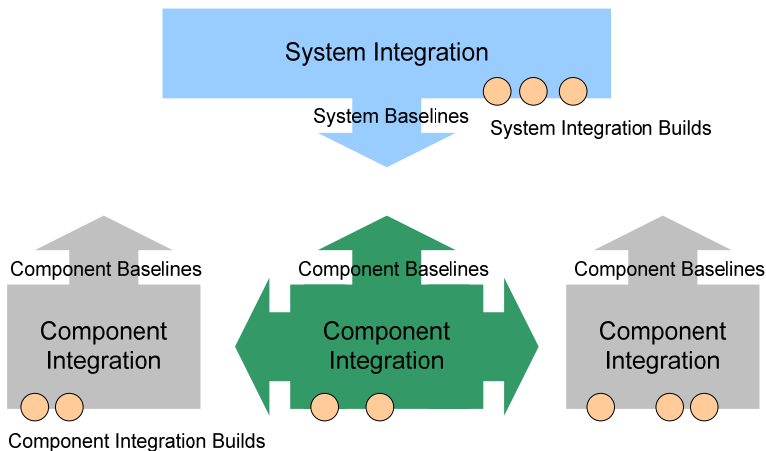 System Integration
System Baselines
System Integration Builds
Component Baselines
Component Baselines
Component Baselines
Component
Integration
Component
Integration
Component
Integration
Component Integration Builds